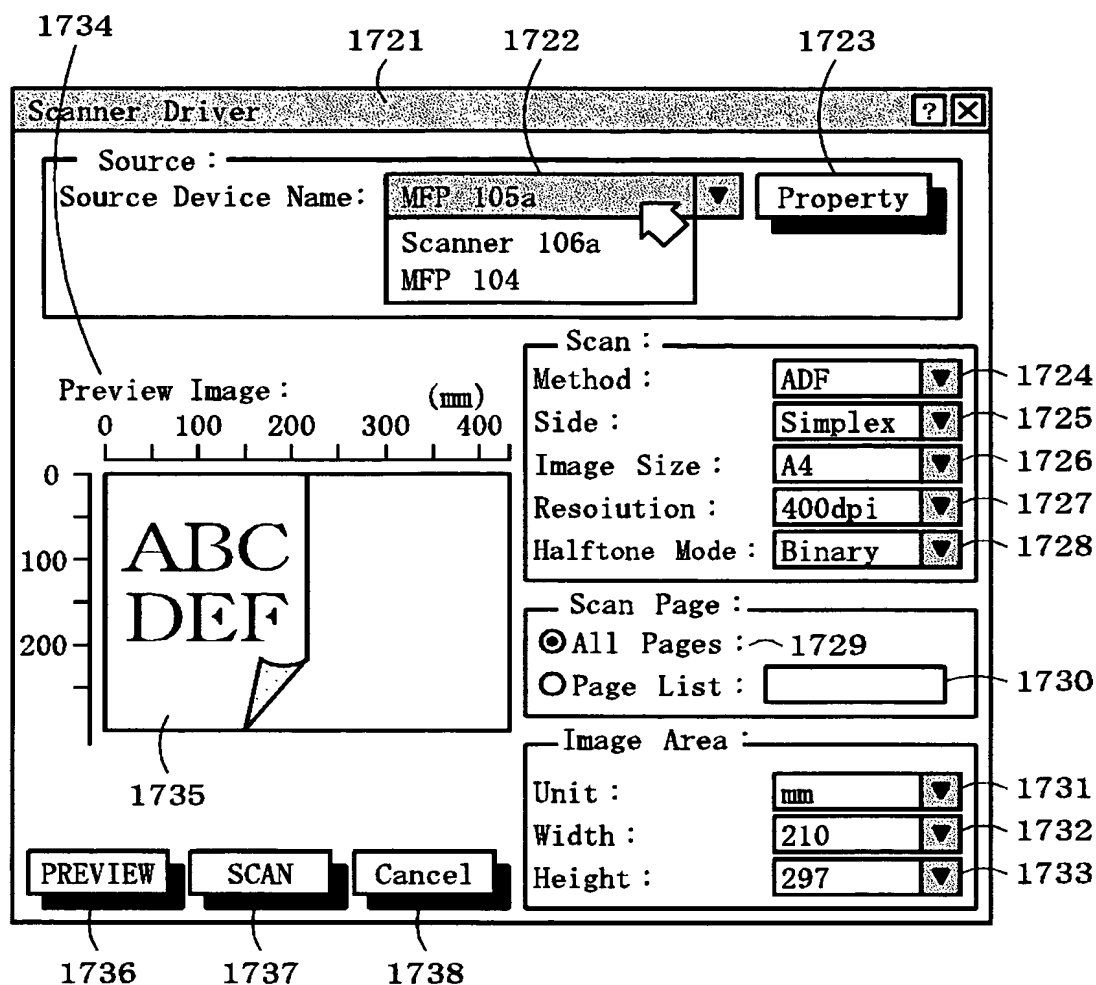 1734
1721 1722 1723
Scanner Driver ?
Source :
Source Device Name: MFP 105a Property
Scanner 106a
MFP 104
Scan :
Method : ADF 1724
Side : Simplex 1725
Image Size : A4 1726
Resoiution : 400dpi 1727
Halftone Mode : Binary 1728
Preview Image : (mm)
0 100 200 300 400
0
100
200
ABC
DEF
1735
Scan Page :
All Pages : 1729
Page List : 1730
Image Area :
Unit : mm 1731
Width : 210 1732
Height : 297 1733
PREVIEW SCAN Cancel
1736 1737 1738